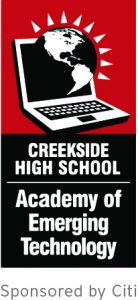 CREEKSIDE
HIGH SCHOOL
Academy of
Emerging
Technology
Sponsored by Citi